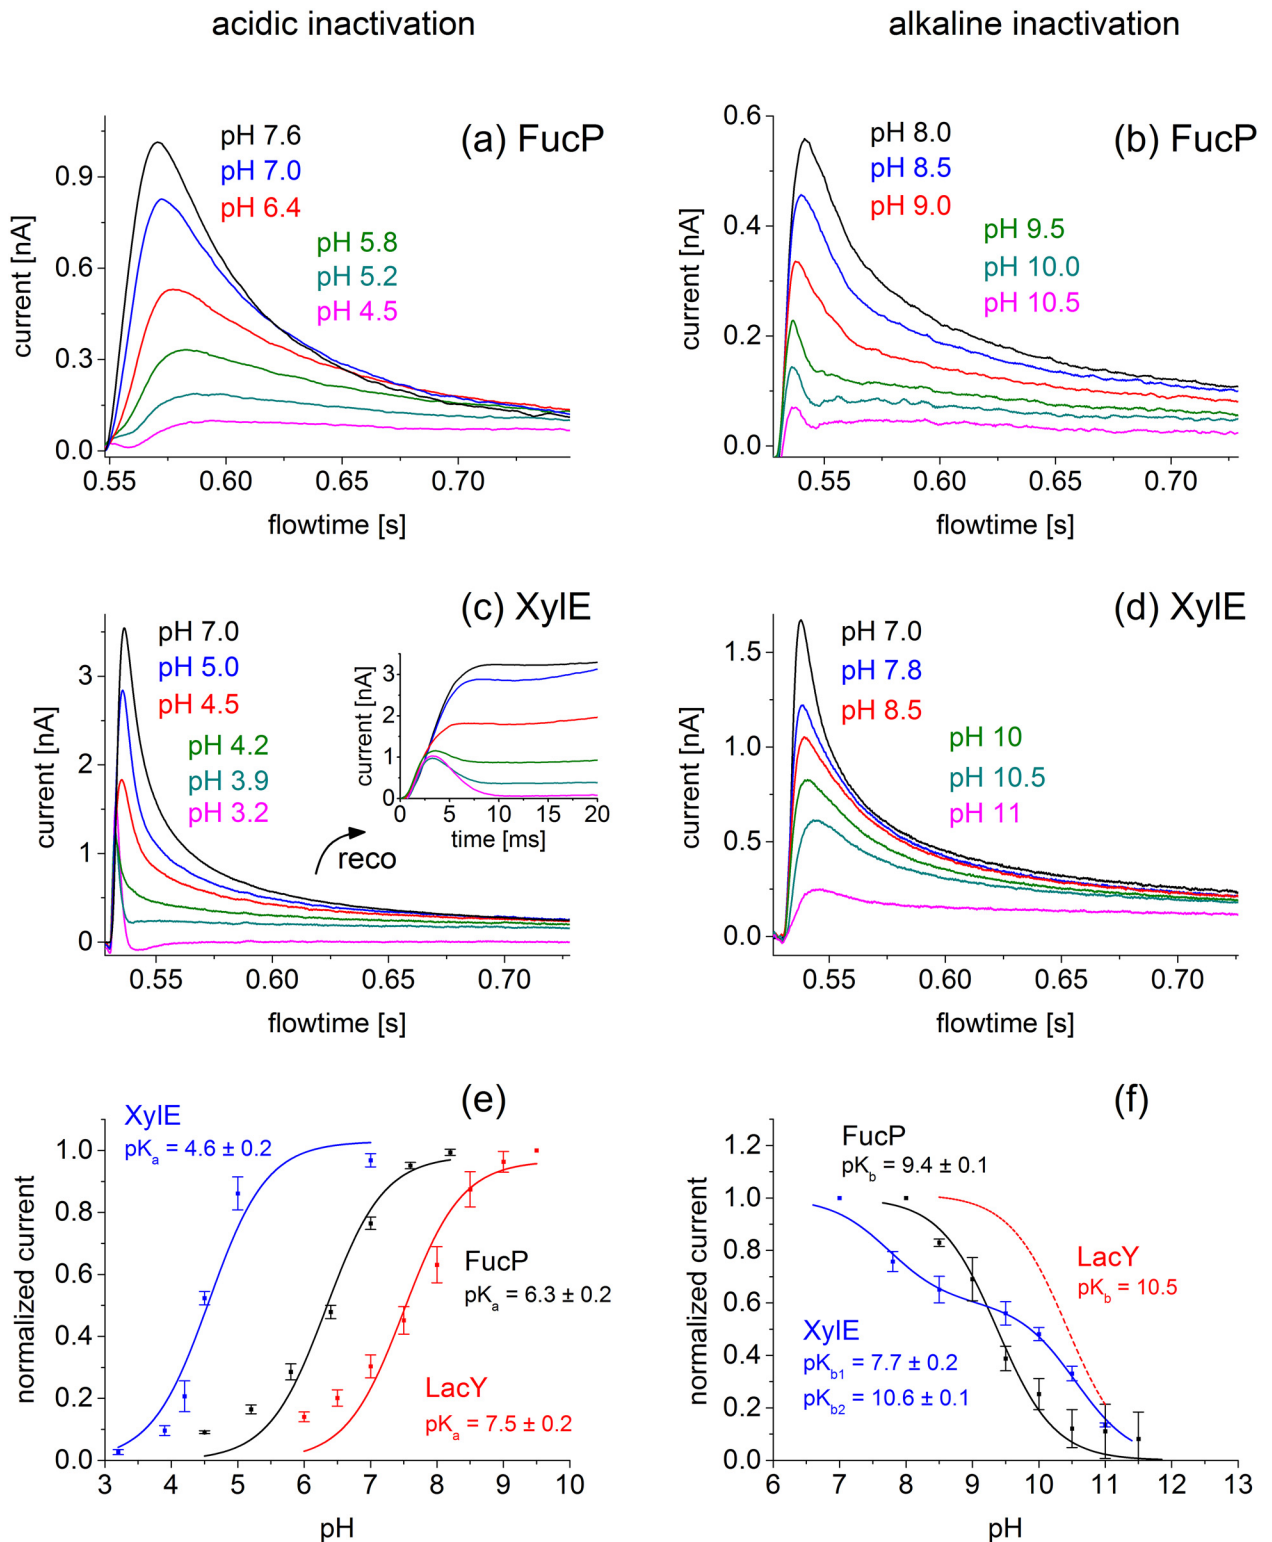 acidic inactivation
alkaline inactivation
(a) FucP
pH 7.6
pH 7.0
pH 6.4
pH 5.8
pH 5.2
pH 4.5
current [nA]
0.9
0.6
0.3
0.0
0.55 0.60 0.65 0.70
flowtime [s]
(b) FucP
pH 8.0
pH 8.5
pH 9.0
pH 9.5
pH 10.0
pH 10.5
current [nA]
0.6
0.4
0.2
0.0
0.55 0.60 0.65 0.70
flowtime [s]
(c) XylE
pH 7.0
pH 5.0
pH 4.5
pH 4.2
pH 3.9
pH 3.2
current [nA]
3
2
1
0
0.55 0.60 0.65 0.70
flowtime [s]
reco
current [nA]
3
2
1
0
0 5 10 15 20
time [ms]
(d) XylE
pH 7.0
pH 7.8
pH 8.5
pH 10
pH 10.5
pH 11
current [nA]
1.5
1.0
0.5
0.0
0.55 0.60 0.65 0.70
flowtime [s]
(e)
XylE
pKa = 4.6 ± 0.2
FucP
pKa = 6.3 ± 0.2
LacY
pKa = 7.5 ± 0.2
normalized current
1.0
0.8
0.6
0.4
0.2
0.0
3 4 5 6 7 8 9 10
pH
(f)
FucP
pKb = 9.4 ± 0.1
LacY
pKb = 10.5
XylE
pKb1 = 7.7 ± 0.2
pKb2 = 10.6 ± 0.1
normalized current
1.2
1.0
0.8
0.6
0.4
0.2
0.0
6 7 8 9 10 11 12 13
pH